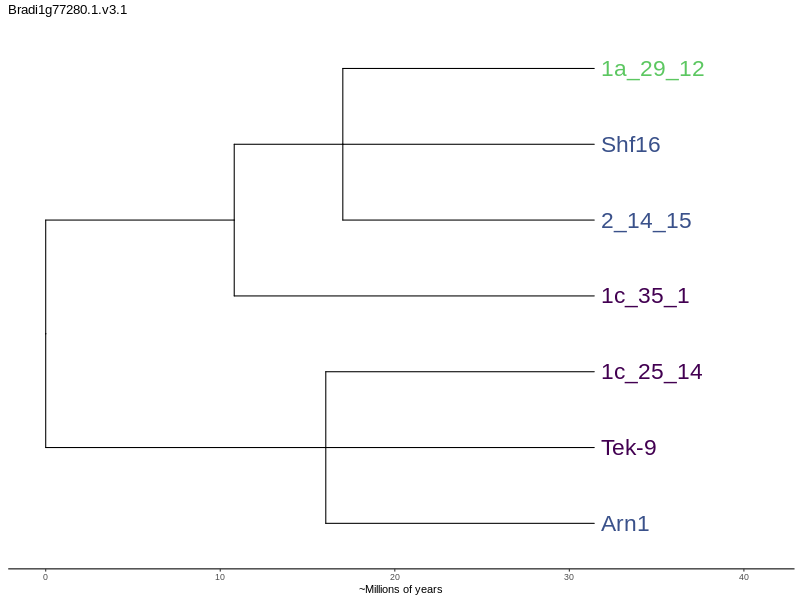 Bradi1g77280.1.v3.1
1a_29_12
Shf16
2_14_15
1c_35_1
1c_25_14
Tek-9
Arn1
0 10 20 30 40
~Millions of years